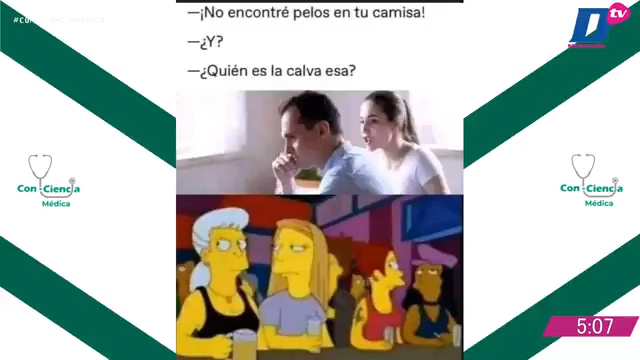 —¡No encontré pelos en tu camisa!
—¿Y?
—¿Quién es la calva esa?
tv
Con-Ciencia
Médica
Con-Ciencia
Médica
5:07